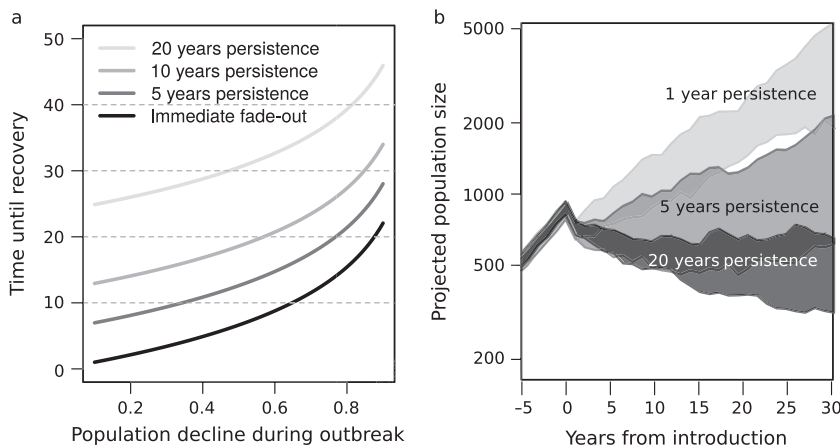 a
50
40
30
20
10
0
Time until recovery
20 years persistence
10 years persistence
5 years persistence
Immediate fade-out
0.2 0.4 0.6 0.8
Population decline during outbreak
b
5000
2000
1000
500
200
Projected population size
1 year persistence
5 years persistence
20 years persistence
–5 0 5 10 15 20 25 30
Years from introduction